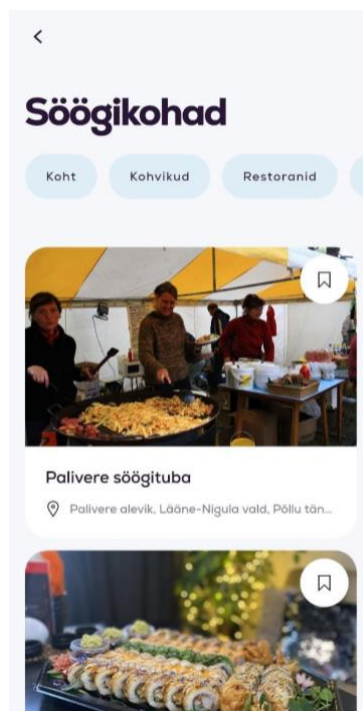 Söögikohad
Koht
Kohvikud
Restoranid
Palivere söögituba
Palivere alevik, Lääne-Nigula vald, Põllu tän...